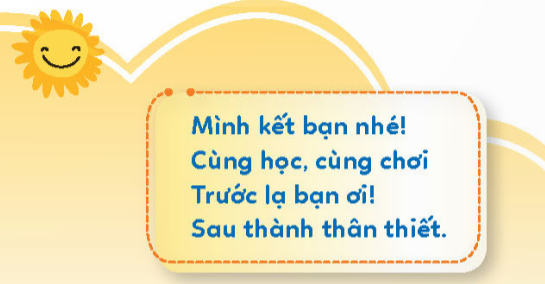 Mình kết bạn nhé!
Cùng học, cùng chơi
Trước lạ bạn ơi!
Sau thành thân thiết.